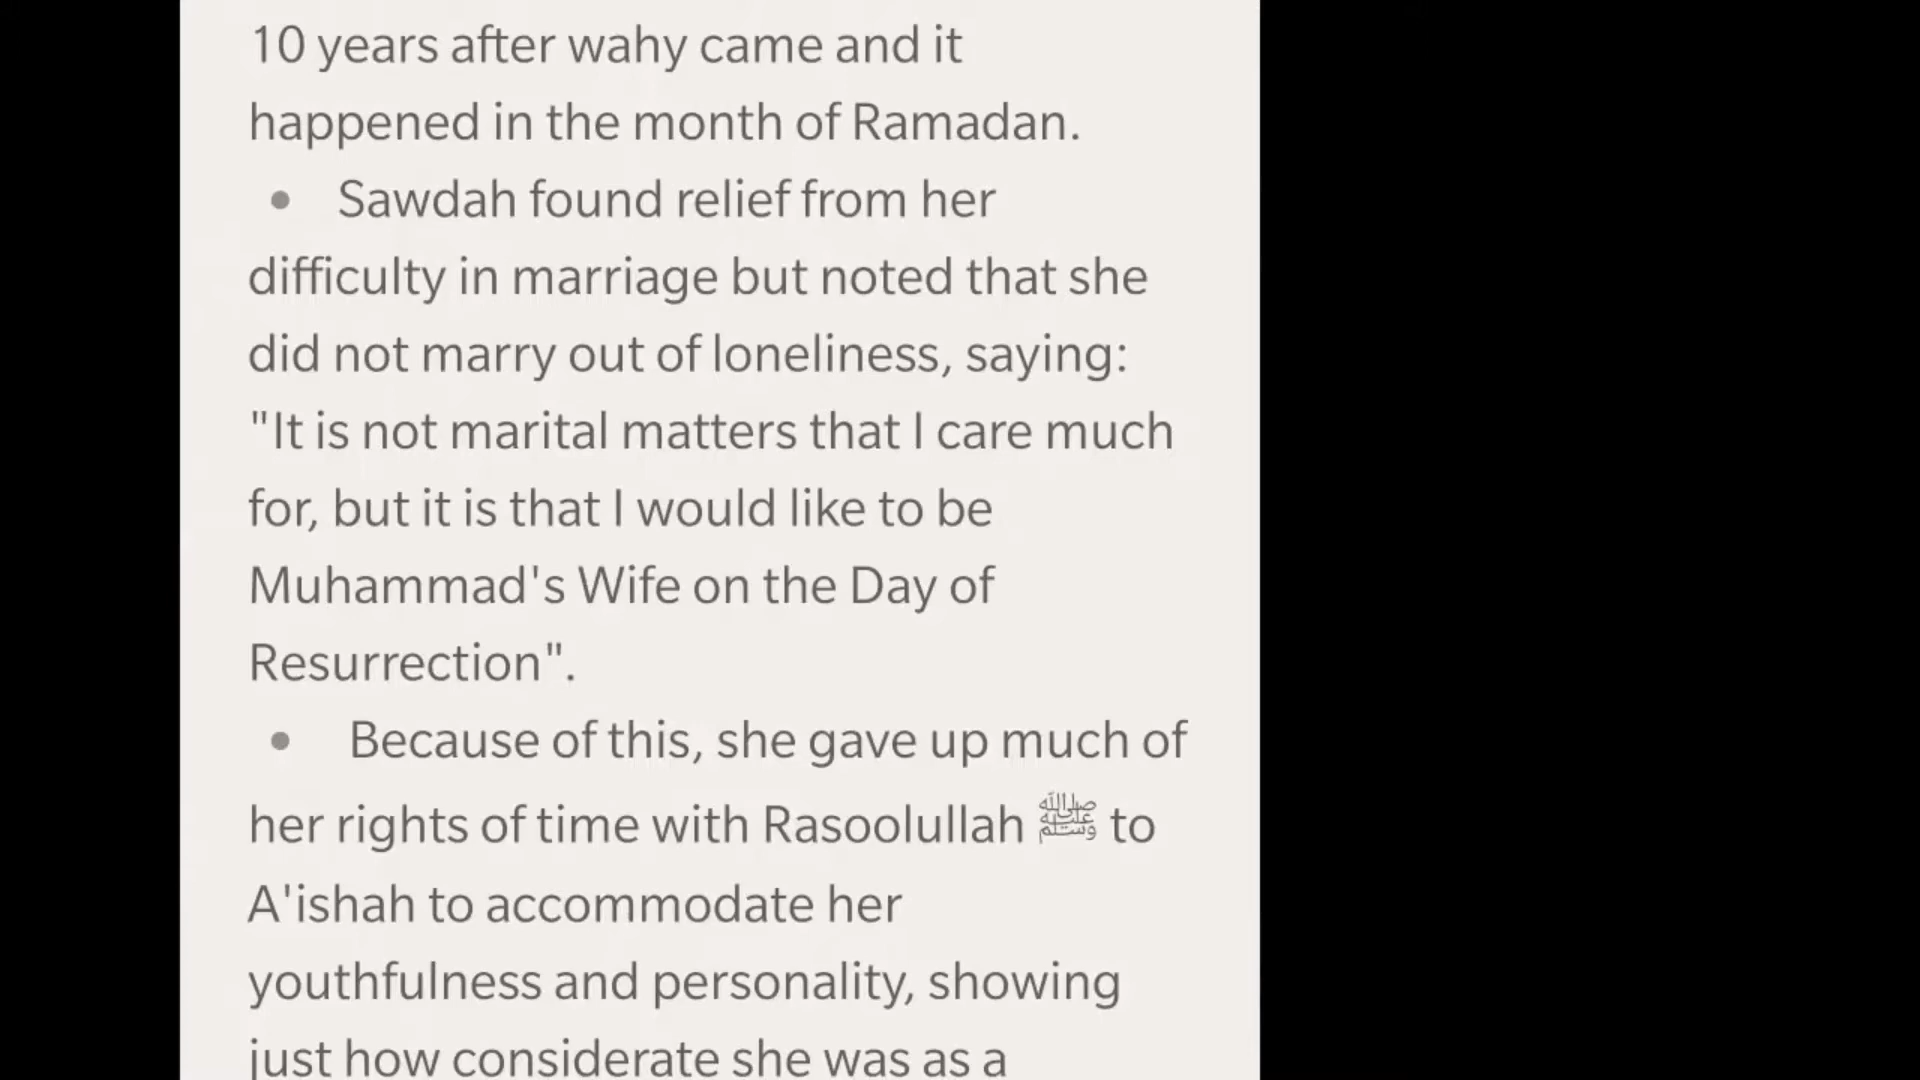 10 years after wahy came and it
happened in the month of Ramadan.
• Sawdah found relief from her
difficulty in marriage but noted that she
did not marry out of loneliness, saying:
"It is not marital matters that I care much
for, but it is that I would like to be
Muhammad's Wife on the Day of
Resurrection".
• Because of this, she gave up much of
her rights of time with Rasoolullah ﷺ to
A'ishah to accommodate her
youthfulness and personality, showing
just how considerate she was as a